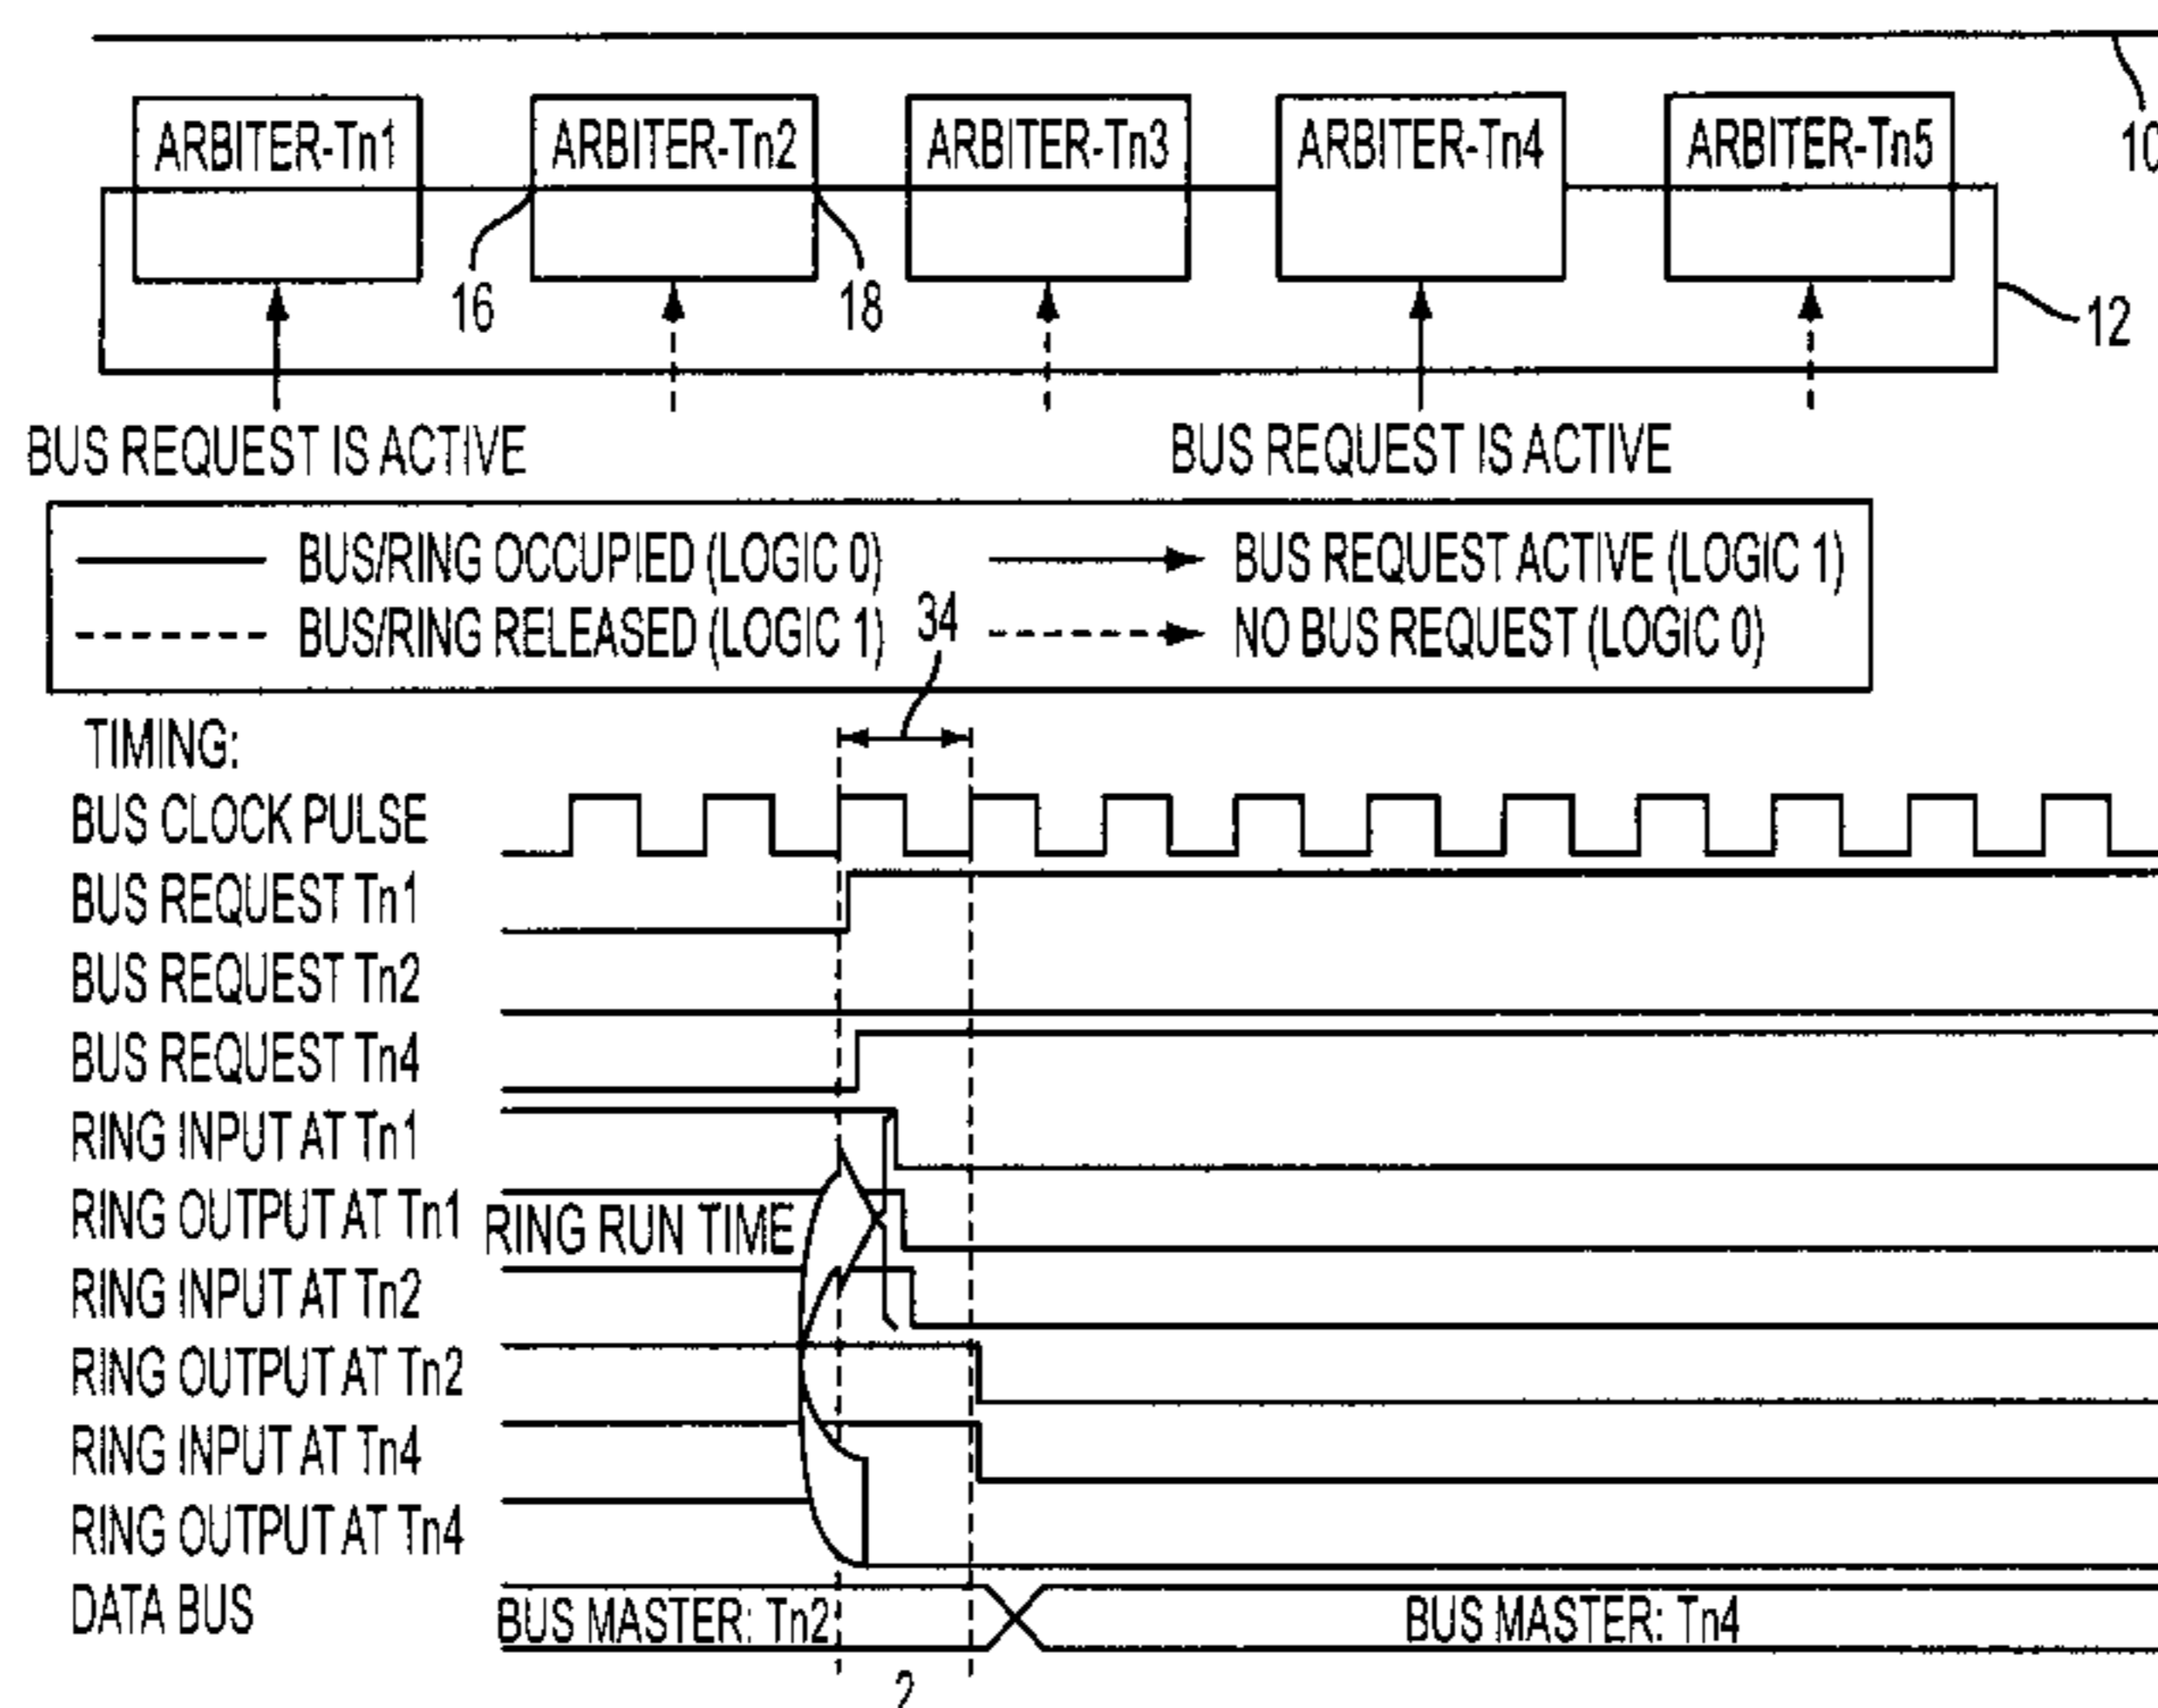 ARBITER-Tn1 ARBITER-Tn2 ARBITER-Tn3 ARBITER-Tn4 ARBITER-Tn5
10
16 18 12
BUS REQUEST IS ACTIVE BUS REQUEST IS ACTIVE
BUS/RING OCCUPIED (LOGIC 0) BUS REQUEST ACTIVE (LOGIC 1)
BUS/RING RELEASED (LOGIC 1) 34 NO BUS REQUEST (LOGIC 0)
TIMING:
BUS CLOCK PULSE
BUS REQUEST Tn1
BUS REQUEST Tn2
BUS REQUEST Tn4
RING INPUT AT Tn1
RING OUTPUT AT Tn1 RING RUN TIME
RING INPUT AT Tn2
RING OUTPUT AT Tn2
RING INPUT AT Tn4
RING OUTPUT AT Tn4
DATA BUS BUS MASTER: Tn2 BUS MASTER: Tn4
2